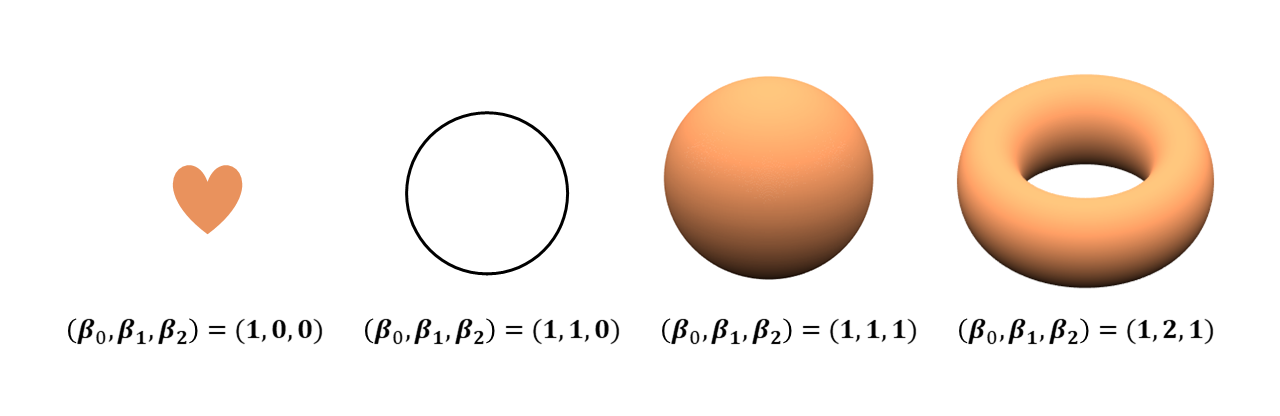 (β₀,β₁,β₂) = (1,0,0)
(β₀,β₁,β₂) = (1,1,0)
(β₀,β₁,β₂) = (1,1,1)
(β₀,β₁,β₂) = (1,2,1)